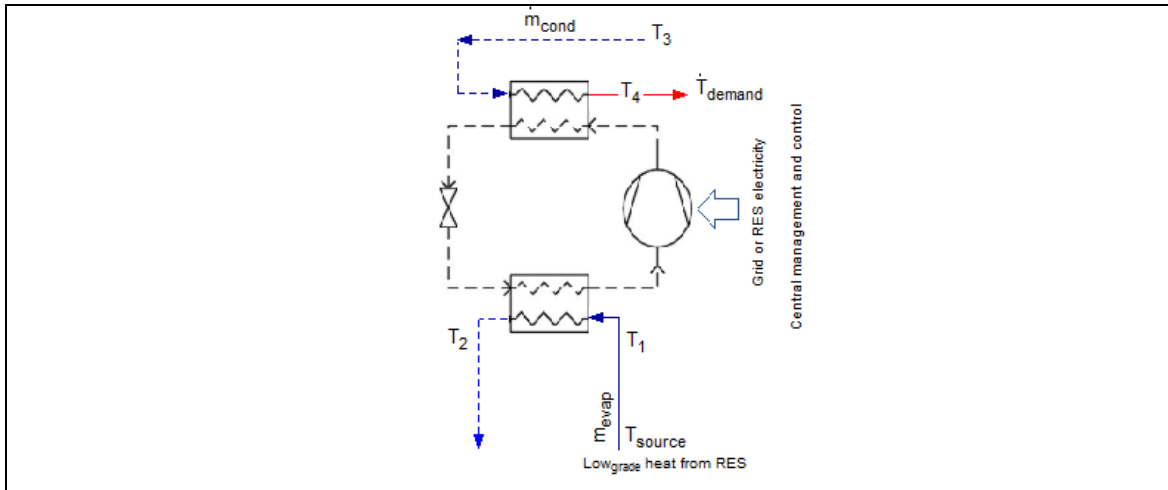 ṁcond
T3
T4
Ṫdemand
Grid or RES electricity
Central management and control
T2
T1
ṁevap
Tsource
Lowgrade heat from RES